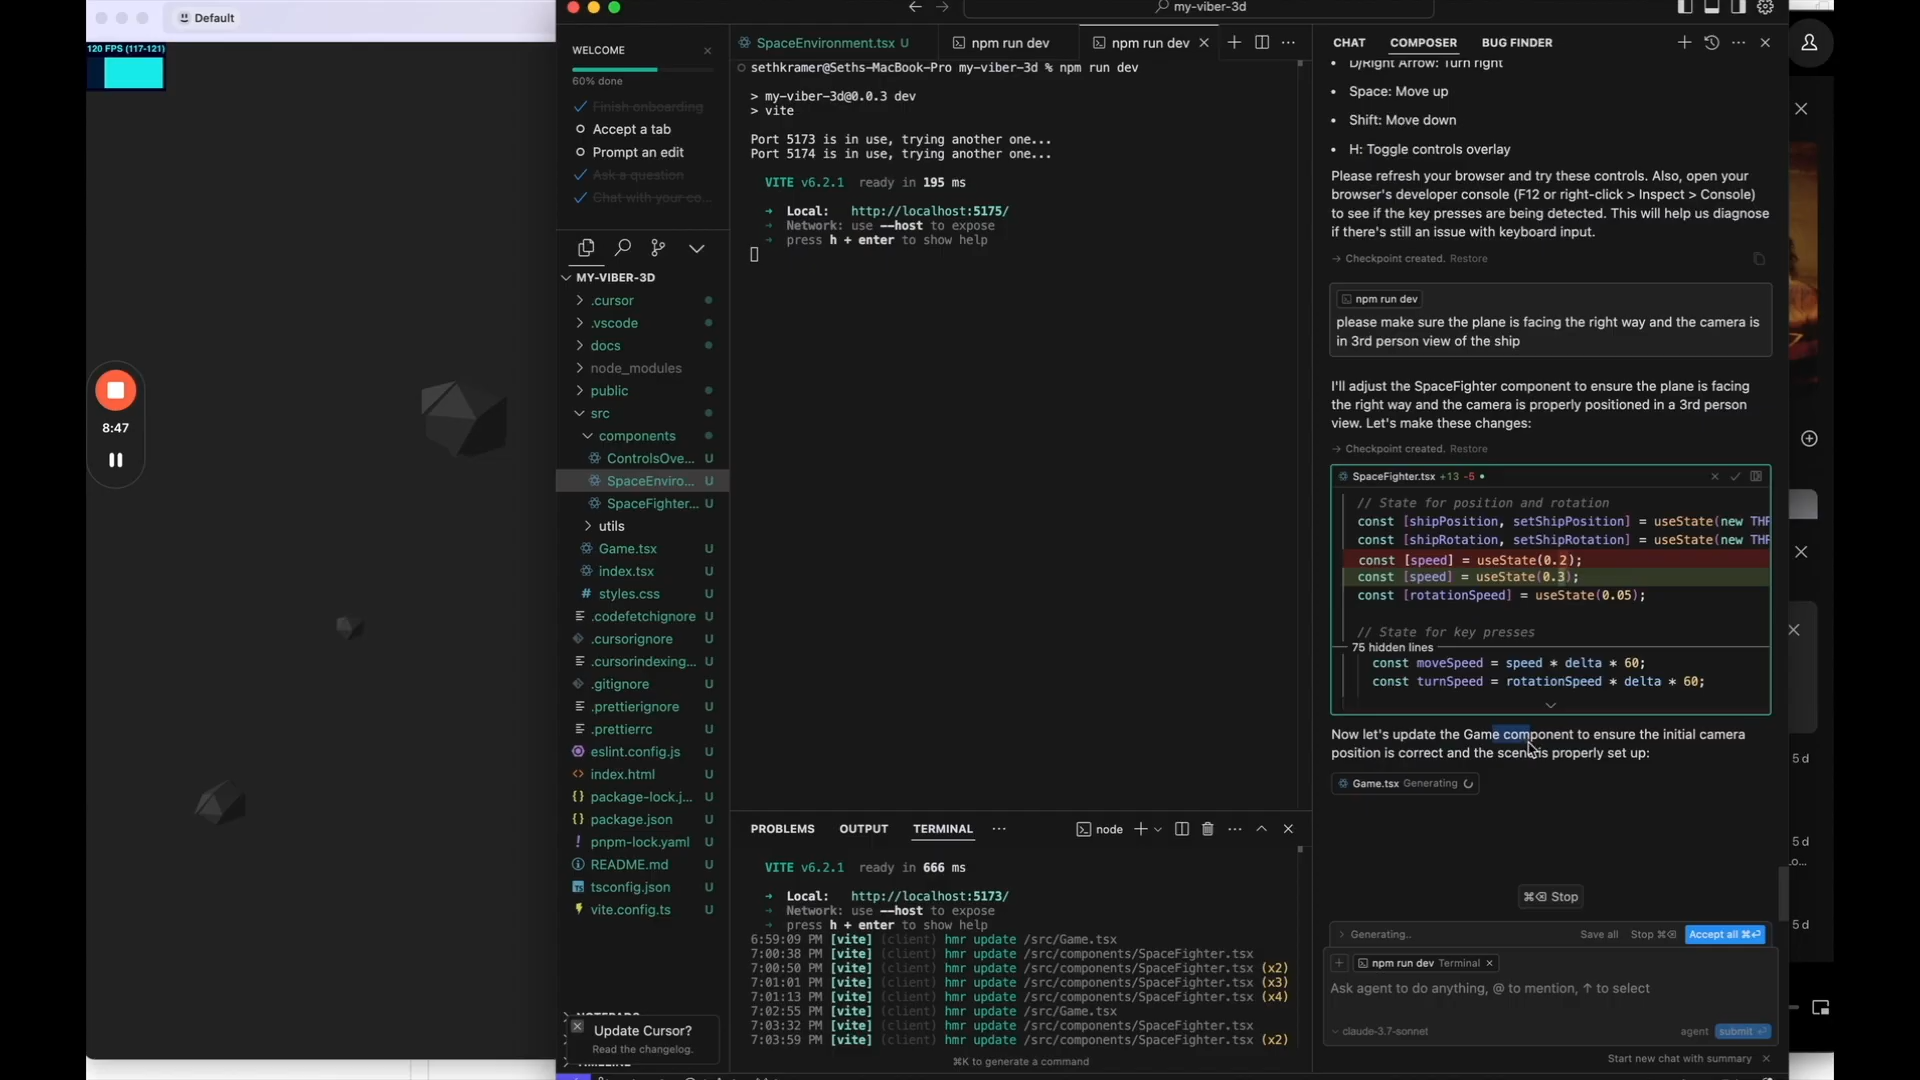 Default
120 FPS (117-121)
8:47
my-viber-3d
WELCOME
60% done
Finish onboarding
Accept a tab
Prompt an edit
Ask a question
Chat with your co...
MY-VIBER-3D
.cursor
.vscode
docs
node_modules
public
src
components
ControlsOve... U
SpaceEnviro... U
SpaceFighter... U
utils
Game.tsx U
index.tsx U
styles.css U
.codefetchignore U
.cursorignore U
.cursorindexing... U
.gitignore U
.prettierignore U
.prettierrc U
eslint.config.js U
index.html U
package-lock.j... U
package.json U
pnpm-lock.yaml U
README.md U
tsconfig.json U
vite.config.ts U
Update Cursor?
Read the changelog.
SpaceEnvironment.tsx U
npm run dev
npm run dev
sethkramer@Seths-MacBook-Pro my-viber-3d % npm run dev
> my-viber-3d@0.0.3 dev
> vite
Port 5173 is in use, trying another one...
Port 5174 is in use, trying another one...
VITE v6.2.1 ready in 195 ms
➜ Local: http://localhost:5175/
➜ Network: use --host to expose
➜ press h + enter to show help
PROBLEMS OUTPUT TERMINAL ... node
VITE v6.2.1 ready in 666 ms
➜ Local: http://localhost:5173/
➜ Network: use --host to expose
➜ press h + enter to show help
6:59:09 PM [vite] (client) hmr update /src/Game.tsx
7:00:38 PM [vite] (client) hmr update /src/components/SpaceFighter.tsx
7:00:50 PM [vite] (client) hmr update /src/components/SpaceFighter.tsx (x2)
7:01:01 PM [vite] (client) hmr update /src/components/SpaceFighter.tsx (x3)
7:01:13 PM [vite] (client) hmr update /src/components/SpaceFighter.tsx (x4)
7:02:55 PM [vite] (client) hmr update /src/Game.tsx
7:03:32 PM [vite] (client) hmr update /src/components/SpaceFighter.tsx
7:03:59 PM [vite] (client) hmr update /src/components/SpaceFighter.tsx (x2)
⌘K to generate a command
CHAT COMPOSER BUG FINDER
• D/Right Arrow: Turn right
• Space: Move up
• Shift: Move down
• H: Toggle controls overlay
Please refresh your browser and try these controls. Also, open your
browser's developer console (F12 or right-click > Inspect > Console)
to see if the key presses are being detected. This will help us diagnose
if there's still an issue with keyboard input.
→ Checkpoint created. Restore
npm run dev
please make sure the plane is facing the right way and the camera is
in 3rd person view of the ship
I'll adjust the SpaceFighter component to ensure the plane is facing
the right way and the camera is properly positioned in a 3rd person
view. Let's make these changes:
→ Checkpoint created. Restore
SpaceFighter.tsx +13 -5 •
// State for position and rotation
const [shipPosition, setShipPosition] = useState(new THR
const [shipRotation, setShipRotation] = useState(new THR
const [speed] = useState(0.2);
const [speed] = useState(0.3);
const [rotationSpeed] = useState(0.05);
// State for key presses
75 hidden lines
const moveSpeed = speed * delta * 60;
const turnSpeed = rotationSpeed * delta * 60;
Now let's update the Game component to ensure the initial camera
position is correct and the scene is properly set up:
Game.tsx Generating
⌘⌫ Stop
Generating.. Save all Stop ⌘⌫ Accept all ⌘⏎
npm run dev Terminal
Ask agent to do anything, @ to mention, ↑ to select
claude-3.7-sonnet agent submit ⏎
Start new chat with summary
5 d
5 d
5 d